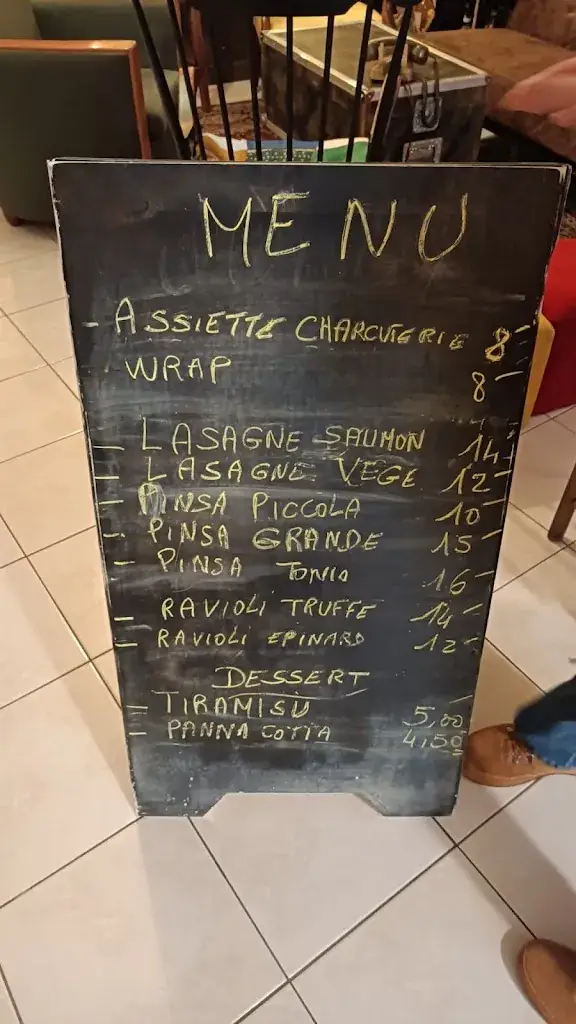 MENU
- ASSIETTE CHARCUTERIE 8-
WRAP 8-
- LASAGNE SAUMON 14-
- LASAGNE VEGE 12-
- PINSA PICCOLA 10-
- PINSA GRANDE 15-
- PINSA TONIO 16-
- RAVIOLI TRUFFE 14-
- RAVIOLI EPINARD 12-
DESSERT
- TIRAMISU 5,00
- PANNA COTTA 4,50